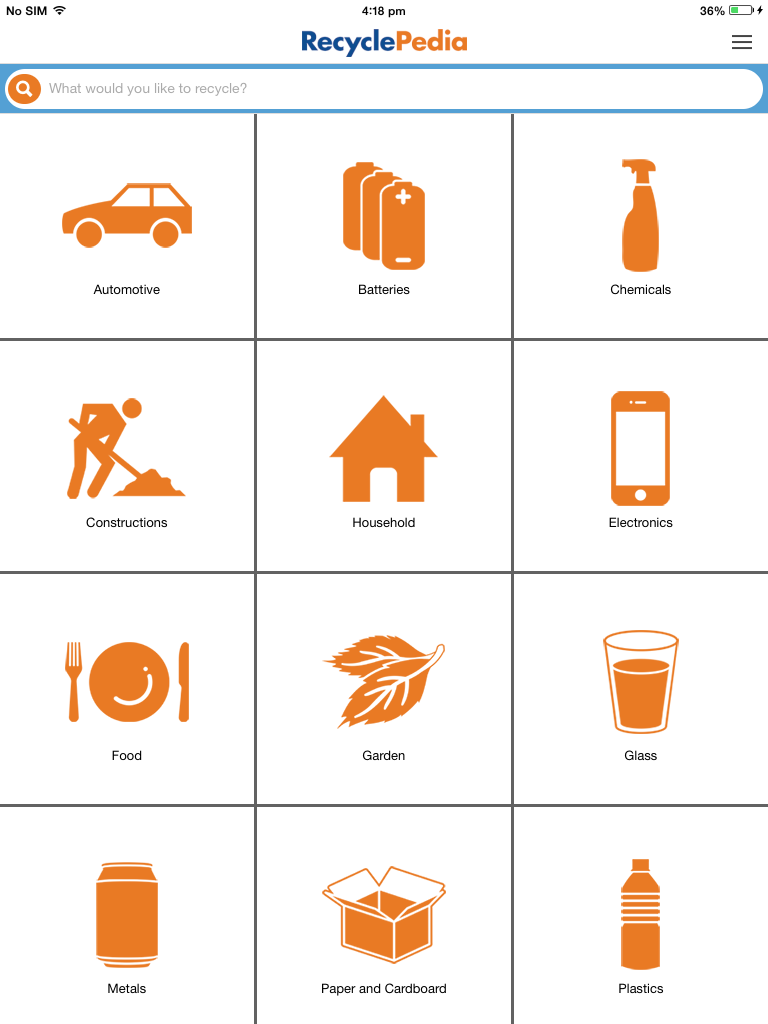 No SIM 4:18 pm 36%
RecyclePedia
What would you like to recycle?
Automotive Batteries Chemicals
Constructions Household Electronics
Food Garden Glass
Metals Paper and Cardboard Plastics